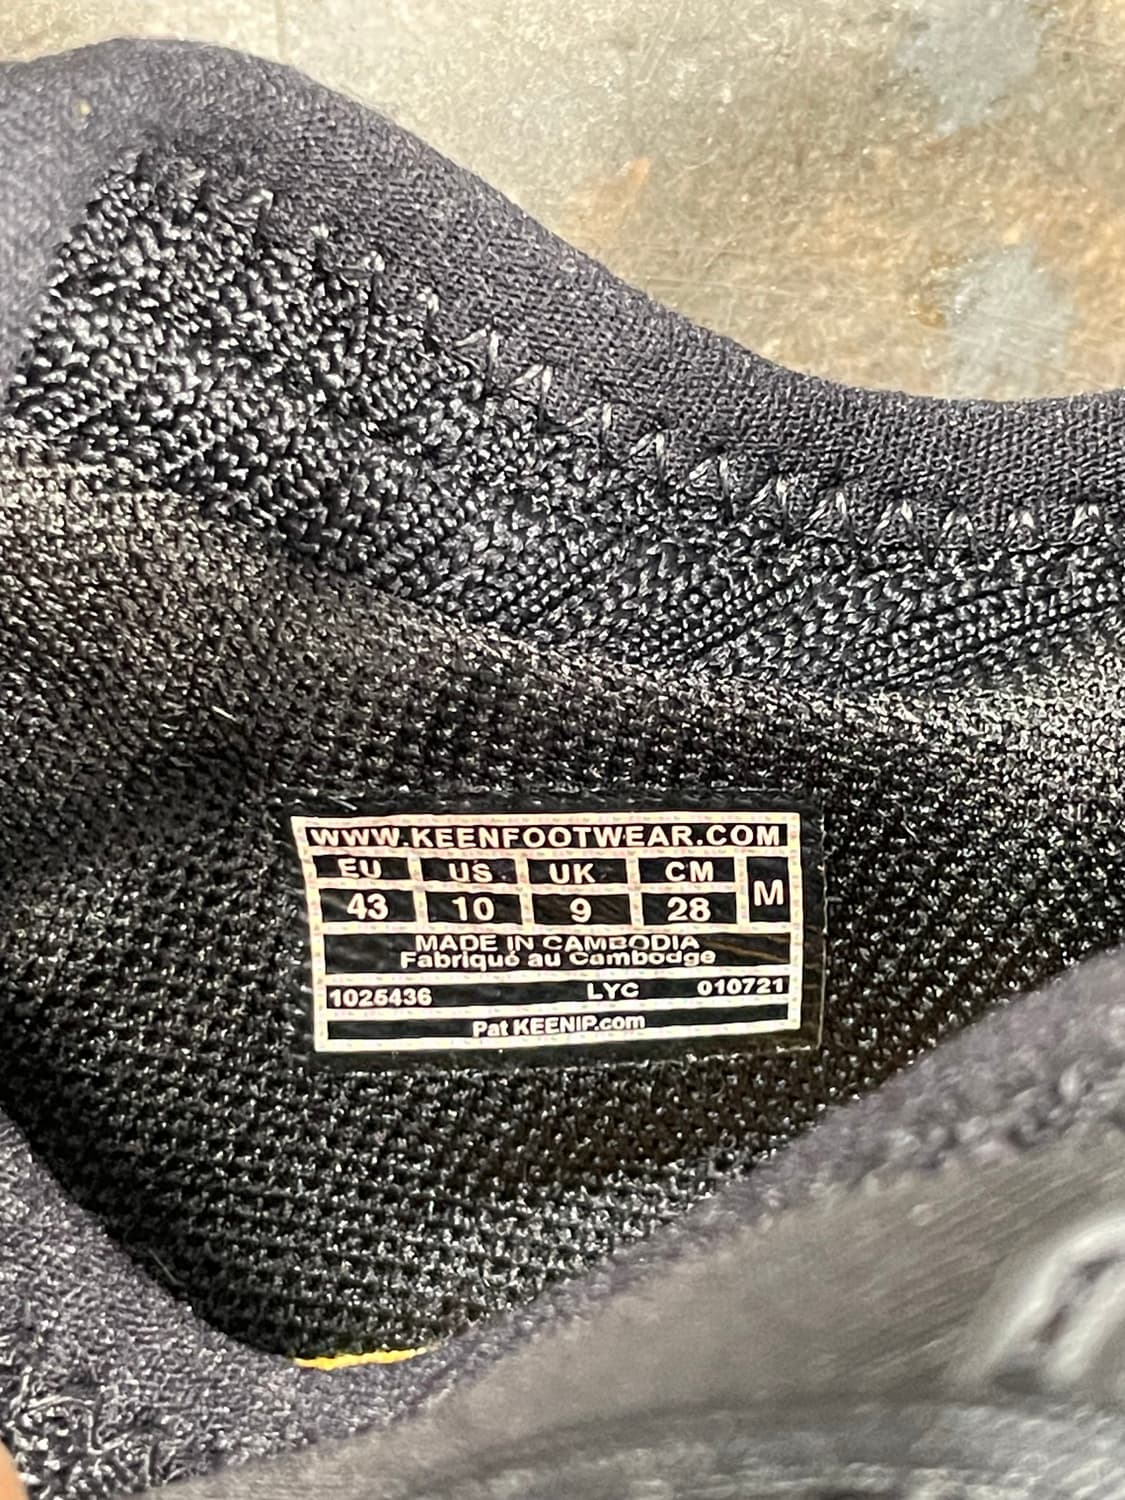 WWW.KEENFOOTWEAR.COM
EU US UK CM M
43 10 9 28
MADE IN CAMBODIA
Fabriqué au Cambodge
1025436 LYC 010721
Pat KEENIP.com